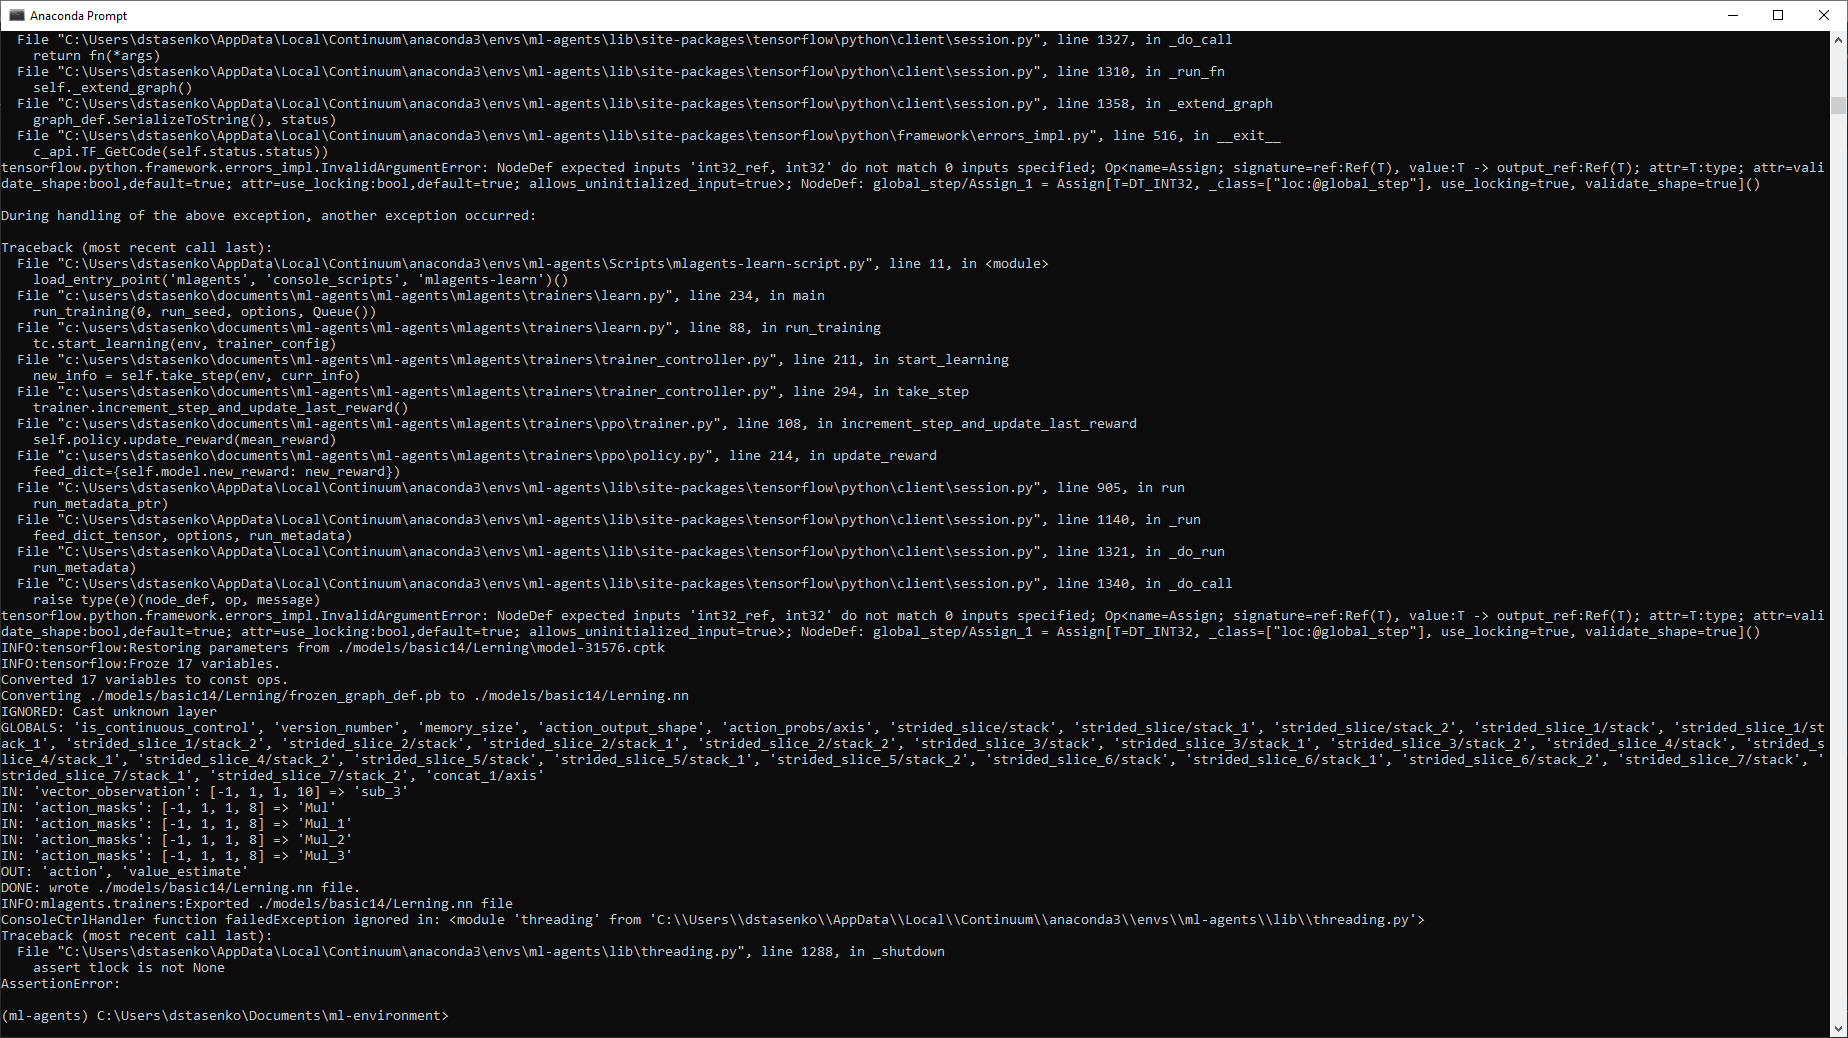 Anaconda Prompt
File "C:\Users\dstasenko\AppData\Local\Continuum\anaconda3\envs\ml-agents\lib\site-packages\tensorflow\python\client\session.py", line 1327, in _do_call
return fn(*args)
File "C:\Users\dstasenko\AppData\Local\Continuum\anaconda3\envs\ml-agents\lib\site-packages\tensorflow\python\client\session.py", line 1310, in _run_fn
self._extend_graph()
File "C:\Users\dstasenko\AppData\Local\Continuum\anaconda3\envs\ml-agents\lib\site-packages\tensorflow\python\client\session.py", line 1358, in _extend_graph
graph_def.SerializeToString(), status)
File "C:\Users\dstasenko\AppData\Local\Continuum\anaconda3\envs\ml-agents\lib\site-packages\tensorflow\python\framework\errors_impl.py", line 516, in __exit__
c_api.TF_GetCode(self.status.status))
tensorflow.python.framework.errors_impl.InvalidArgumentError: NodeDef expected inputs 'int32_ref, int32' do not match 0 inputs specified; Op<name=Assign; signature=ref:Ref(T), value:T -> output_ref:Ref(T); attr=T:type; attr=vali
date_shape:bool,default=true; attr=use_locking:bool,default=true; allows_uninitialized_input=true>; NodeDef: global_step/Assign_1 = Assign[T=DT_INT32, _class=["loc:@global_step"], use_locking=true, validate_shape=true]()
During handling of the above exception, another exception occurred:
Traceback (most recent call last):
File "C:\Users\dstasenko\AppData\Local\Continuum\anaconda3\envs\ml-agents\Scripts\mlagents-learn-script.py", line 11, in <module>
load_entry_point('mlagents', 'console_scripts', 'mlagents-learn')()
File "c:\users\dstasenko\documents\ml-agents\ml-agents\mlagents\trainers\learn.py", line 234, in main
run_training(0, run_seed, options, Queue())
File "c:\users\dstasenko\documents\ml-agents\ml-agents\mlagents\trainers\learn.py", line 88, in run_training
tc.start_learning(env, trainer_config)
File "c:\users\dstasenko\documents\ml-agents\ml-agents\mlagents\trainers\trainer_controller.py", line 211, in start_learning
new_info = self.take_step(env, curr_info)
File "c:\users\dstasenko\documents\ml-agents\ml-agents\mlagents\trainers\trainer_controller.py", line 294, in take_step
trainer.increment_step_and_update_last_reward()
File "c:\users\dstasenko\documents\ml-agents\ml-agents\mlagents\trainers\ppo\trainer.py", line 108, in increment_step_and_update_last_reward
self.policy.update_reward(mean_reward)
File "c:\users\dstasenko\documents\ml-agents\ml-agents\mlagents\trainers\ppo\policy.py", line 214, in update_reward
feed_dict={self.model.new_reward: new_reward})
File "C:\Users\dstasenko\AppData\Local\Continuum\anaconda3\envs\ml-agents\lib\site-packages\tensorflow\python\client\session.py", line 905, in run
run_metadata_ptr)
File "C:\Users\dstasenko\AppData\Local\Continuum\anaconda3\envs\ml-agents\lib\site-packages\tensorflow\python\client\session.py", line 1140, in _run
feed_dict_tensor, options, run_metadata)
File "C:\Users\dstasenko\AppData\Local\Continuum\anaconda3\envs\ml-agents\lib\site-packages\tensorflow\python\client\session.py", line 1321, in _do_run
run_metadata)
File "C:\Users\dstasenko\AppData\Local\Continuum\anaconda3\envs\ml-agents\lib\site-packages\tensorflow\python\client\session.py", line 1340, in _do_call
raise type(e)(node_def, op, message)
tensorflow.python.framework.errors_impl.InvalidArgumentError: NodeDef expected inputs 'int32_ref, int32' do not match 0 inputs specified; Op<name=Assign; signature=ref:Ref(T), value:T -> output_ref:Ref(T); attr=T:type; attr=vali
date_shape:bool,default=true; attr=use_locking:bool,default=true; allows_uninitialized_input=true>; NodeDef: global_step/Assign_1 = Assign[T=DT_INT32, _class=["loc:@global_step"], use_locking=true, validate_shape=true]()
INFO:tensorflow:Restoring parameters from ./models/basic14/Lerning\model-31576.cptk
INFO:tensorflow:Froze 17 variables.
Converted 17 variables to const ops.
Converting ./models/basic14/Lerning/frozen_graph_def.pb to ./models/basic14/Lerning.nn
IGNORED: Cast unknown layer
GLOBALS: 'is_continuous_control', 'version_number', 'memory_size', 'action_output_shape', 'action_probs/axis', 'strided_slice/stack', 'strided_slice/stack_1', 'strided_slice/stack_2', 'strided_slice_1/stack', 'strided_slice_1/st
ack_1', 'strided_slice_1/stack_2', 'strided_slice_2/stack', 'strided_slice_2/stack_1', 'strided_slice_2/stack_2', 'strided_slice_3/stack', 'strided_slice_3/stack_1', 'strided_slice_3/stack_2', 'strided_slice_4/stack', 'strided_s
lice_4/stack_1', 'strided_slice_4/stack_2', 'strided_slice_5/stack', 'strided_slice_5/stack_1', 'strided_slice_5/stack_2', 'strided_slice_6/stack', 'strided_slice_6/stack_1', 'strided_slice_6/stack_2', 'strided_slice_7/stack', '
strided_slice_7/stack_1', 'strided_slice_7/stack_2', 'concat_1/axis'
IN: 'vector_observation': [-1, 1, 1, 10] => 'sub_3'
IN: 'action_masks': [-1, 1, 1, 8] => 'Mul'
IN: 'action_masks': [-1, 1, 1, 8] => 'Mul_1'
IN: 'action_masks': [-1, 1, 1, 8] => 'Mul_2'
IN: 'action_masks': [-1, 1, 1, 8] => 'Mul_3'
OUT: 'action', 'value_estimate'
DONE: wrote ./models/basic14/Lerning.nn file.
INFO:mlagents.trainers:Exported ./models/basic14/Lerning.nn file
ConsoleCtrlHandler function failedException ignored in: <module 'threading' from 'C:\\Users\\dstasenko\\AppData\\Local\\Continuum\\anaconda3\\envs\\ml-agents\\lib\\threading.py'>
Traceback (most recent call last):
File "C:\Users\dstasenko\AppData\Local\Continuum\anaconda3\envs\ml-agents\lib\threading.py", line 1288, in _shutdown
assert tlock is not None
AssertionError:
(ml-agents) C:\Users\dstasenko\Documents\ml-environment>